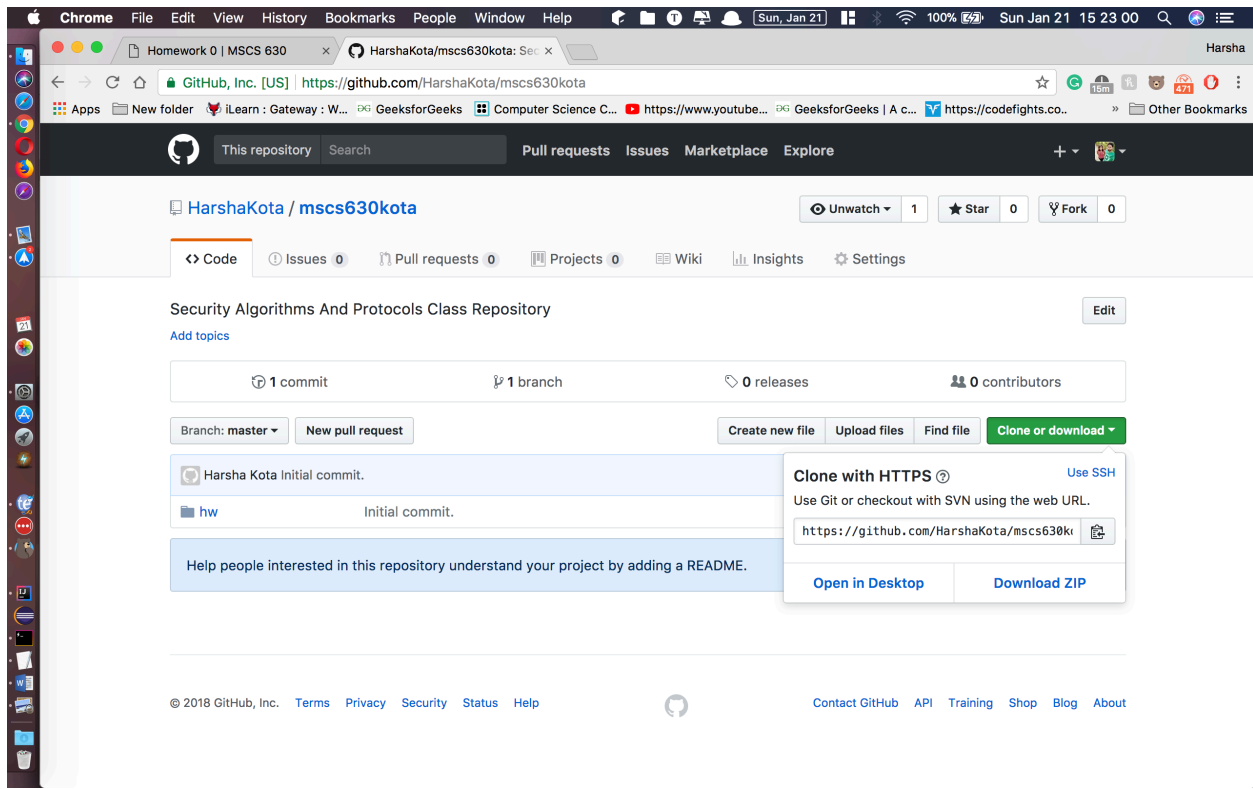 Chrome File Edit View History Bookmarks People Window Help Sun, Jan 21 100% Sun Jan 21 15 23 00
Homework 0 | MSCS 630 × HarshaKota/mscs630kota: Sec × Harsha
GitHub, Inc. [US] https://github.com/HarshaKota/mscs630kota 15m 471
Apps New folder iLearn : Gateway : W... GeeksforGeeks Computer Science C... https://www.youtube... GeeksforGeeks | A c... https://codefights.co.. » Other Bookmarks
This repository Search Pull requests Issues Marketplace Explore
HarshaKota / mscs630kota Unwatch 1 Star 0 Fork 0
Code Issues 0 Pull requests 0 Projects 0 Wiki Insights Settings
Security Algorithms And Protocols Class Repository Edit
Add topics
1 commit 1 branch 0 releases 0 contributors
Branch: master New pull request Create new file Upload files Find file Clone or download
Harsha Kota Initial commit.
hw Initial commit.
Clone with HTTPS Use SSH
Use Git or checkout with SVN using the web URL.
https://github.com/HarshaKota/mscs630k
Open in Desktop Download ZIP
Help people interested in this repository understand your project by adding a README.
© 2018 GitHub, Inc. Terms Privacy Security Status Help Contact GitHub API Training Shop Blog About